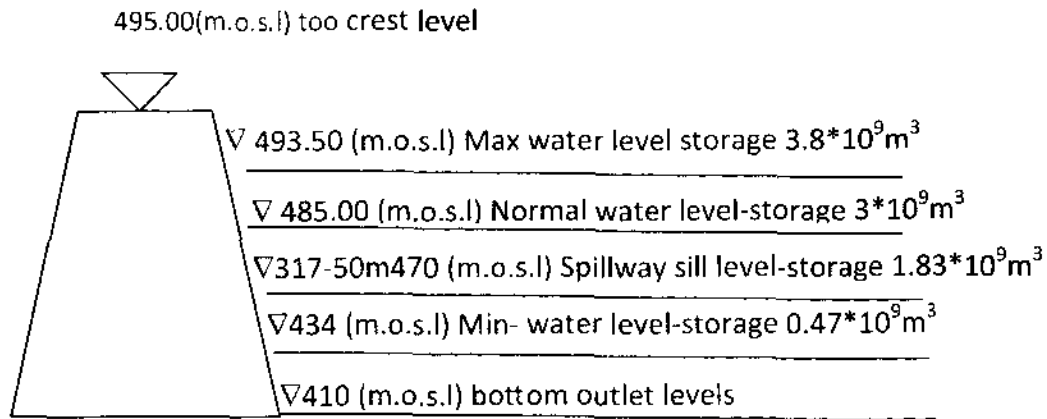 495.00(m.o.s.l) too crest level
∇ 493.50 (m.o.s.l) Max water level storage 3.8*10⁹m³
∇ 485.00 (m.o.s.l) Normal water level-storage 3*10⁹m³
∇317-50m470 (m.o.s.l) Spillway sill level-storage 1.83*10⁹m³
∇434 (m.o.s.l) Min- water level-storage 0.47*10⁹m³
∇410 (m.o.s.l) bottom outlet levels